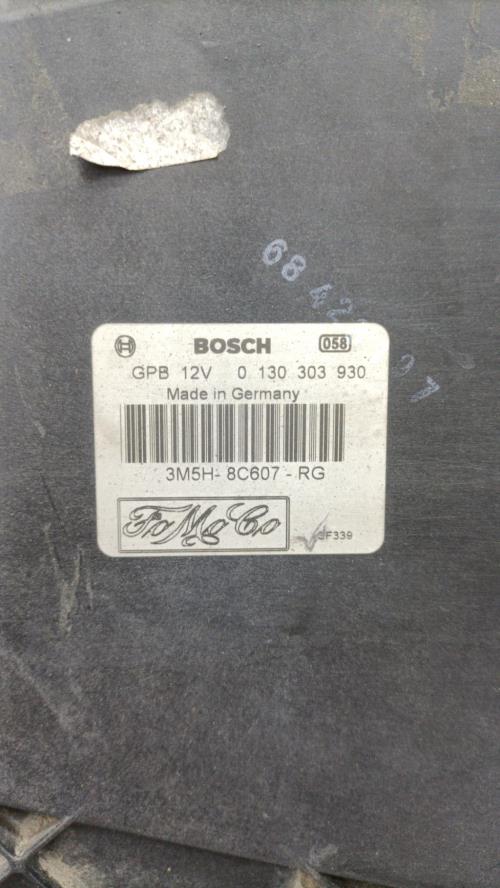 BOSCH 058
GPB 12V 0 130 303 930
Made in Germany
3M5H- 8C607 - RG
FoMoCo